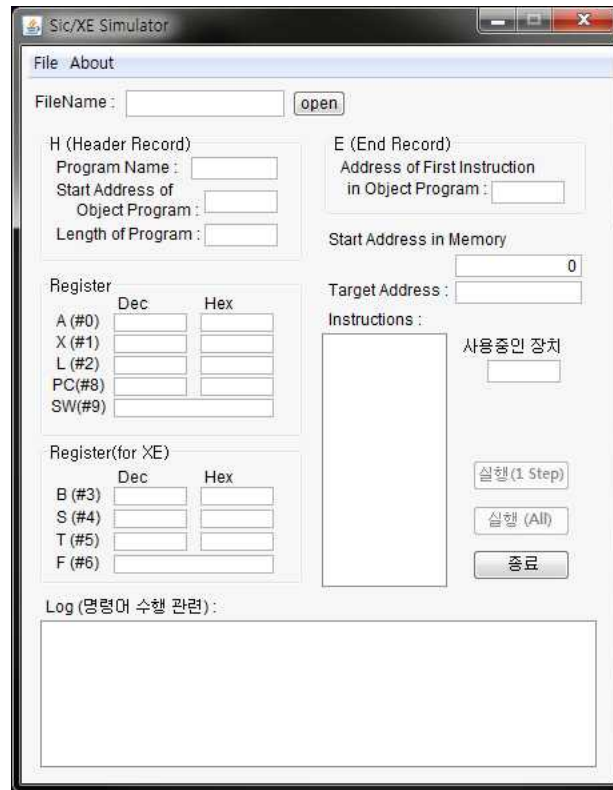 Sic/XE Simulator
File About
FileName : open
H (Header Record)
Program Name :
Start Address of
Object Program :
Length of Program :
E (End Record)
Address of First Instruction
in Object Program :
Start Address in Memory
0
Target Address :
Register
Dec Hex
A (#0)
X (#1)
L (#2)
PC(#8)
SW(#9)
Instructions :
사용중인 장치
Register(for XE)
Dec Hex
B (#3)
S (#4)
T (#5)
F (#6)
실행(1 Step)
실행 (All)
종료
Log (명령어 수행 관련) :